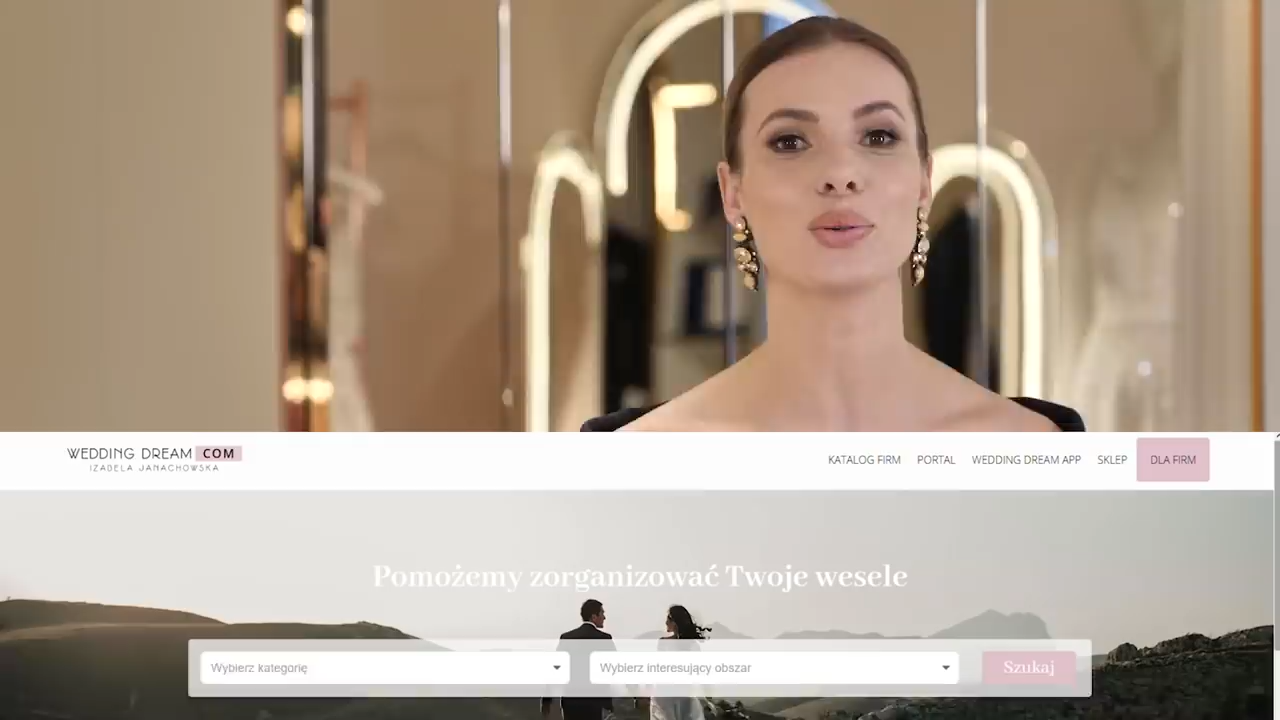 WEDDING DREAM COM
IZABELA JANACHOWSKA
KATALOG FIRM PORTAL WEDDING DREAM APP SKLEP DLA FIRM
Pomożemy zorganizować Twoje wesele
Wybierz kategorię Wybierz interesujący obszar Szukaj